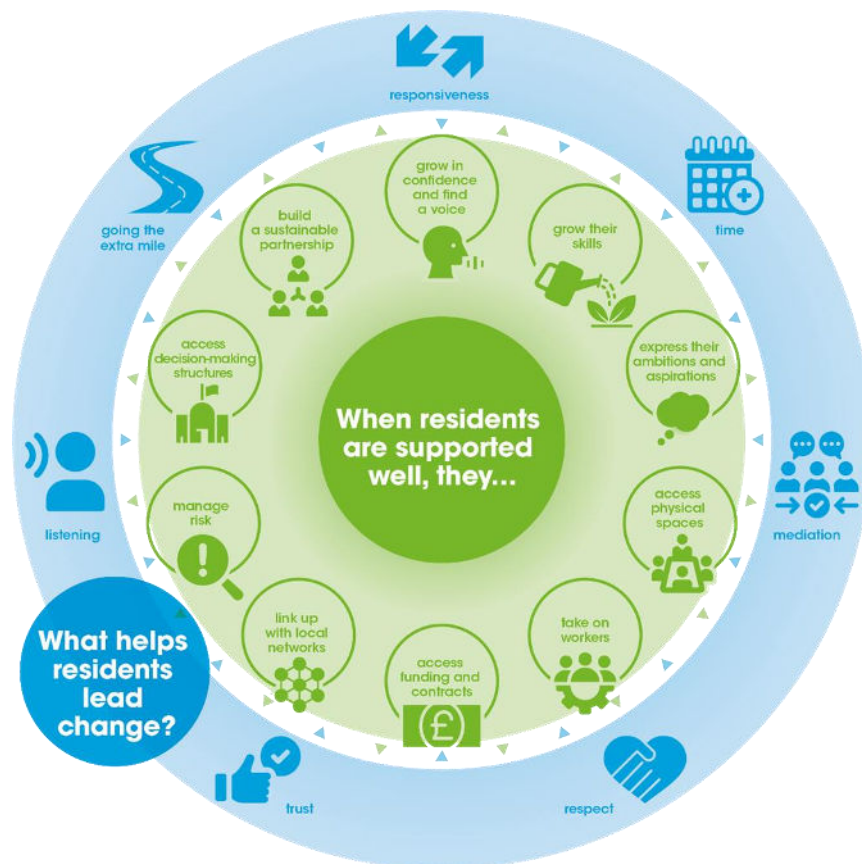 responsiveness
time
mediation
respect
trust
What helps
residents
lead
change?
listening
going the
extra mile
grow in
confidence
and find
a voice
grow their
skills
express their
ambitions and
aspirations
access
physical
spaces
take on
workers
access
funding and
contracts
£
link up
with local
networks
manage
risk
access
decision-making
structures
build
a sustainable
partnership
When residents
are supported
well, they...